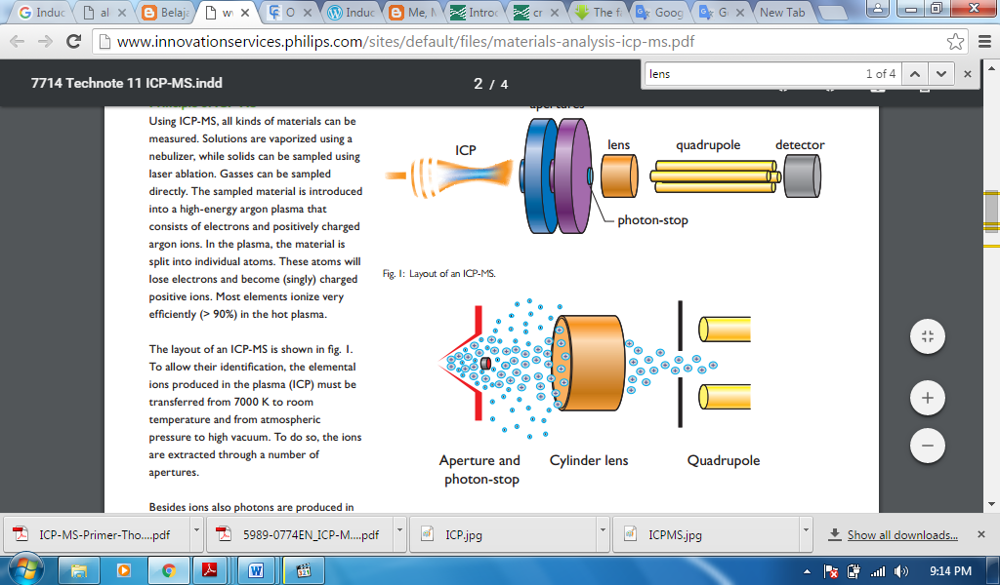 Induc
al
Belaja
w
O
Induc
Me, M
Introd
cr
The fi
Goog
G
New Tab
www.innovationservices.philips.com/sites/default/files/materials-analysis-icp-ms.pdf
7714 Technote 11 ICP-MS.indd
2 / 4
lens
1 of 4
apertures
Using ICP-MS, all kinds of materials can be
measured. Solutions are vaporized using a
nebulizer, while solids can be sampled using
laser ablation. Gasses can be sampled
directly. The sampled material is introduced
into a high-energy argon plasma that
consists of electrons and positively charged
argon ions. In the plasma, the material is
split into individual atoms. These atoms will
lose electrons and become (singly) charged
positive ions. Most elements ionize very
efficiently (> 90%) in the hot plasma.
The layout of an ICP-MS is shown in fig. 1.
To allow their identification, the elemental
ions produced in the plasma (ICP) must be
transferred from 7000 K to room
temperature and from atmospheric
pressure to high vacuum. To do so, the ions
are extracted through a number of
apertures.
Besides ions also photons are produced in
ICP
lens
quadrupole
detector
photon-stop
Fig. 1: Layout of an ICP-MS.
Aperture and
photon-stop
Cylinder lens
Quadrupole
ICP-MS-Primer-Tho....pdf
5989-0774EN_ICP-M....pdf
ICP.jpg
ICPMS.jpg
Show all downloads...
9:14 PM